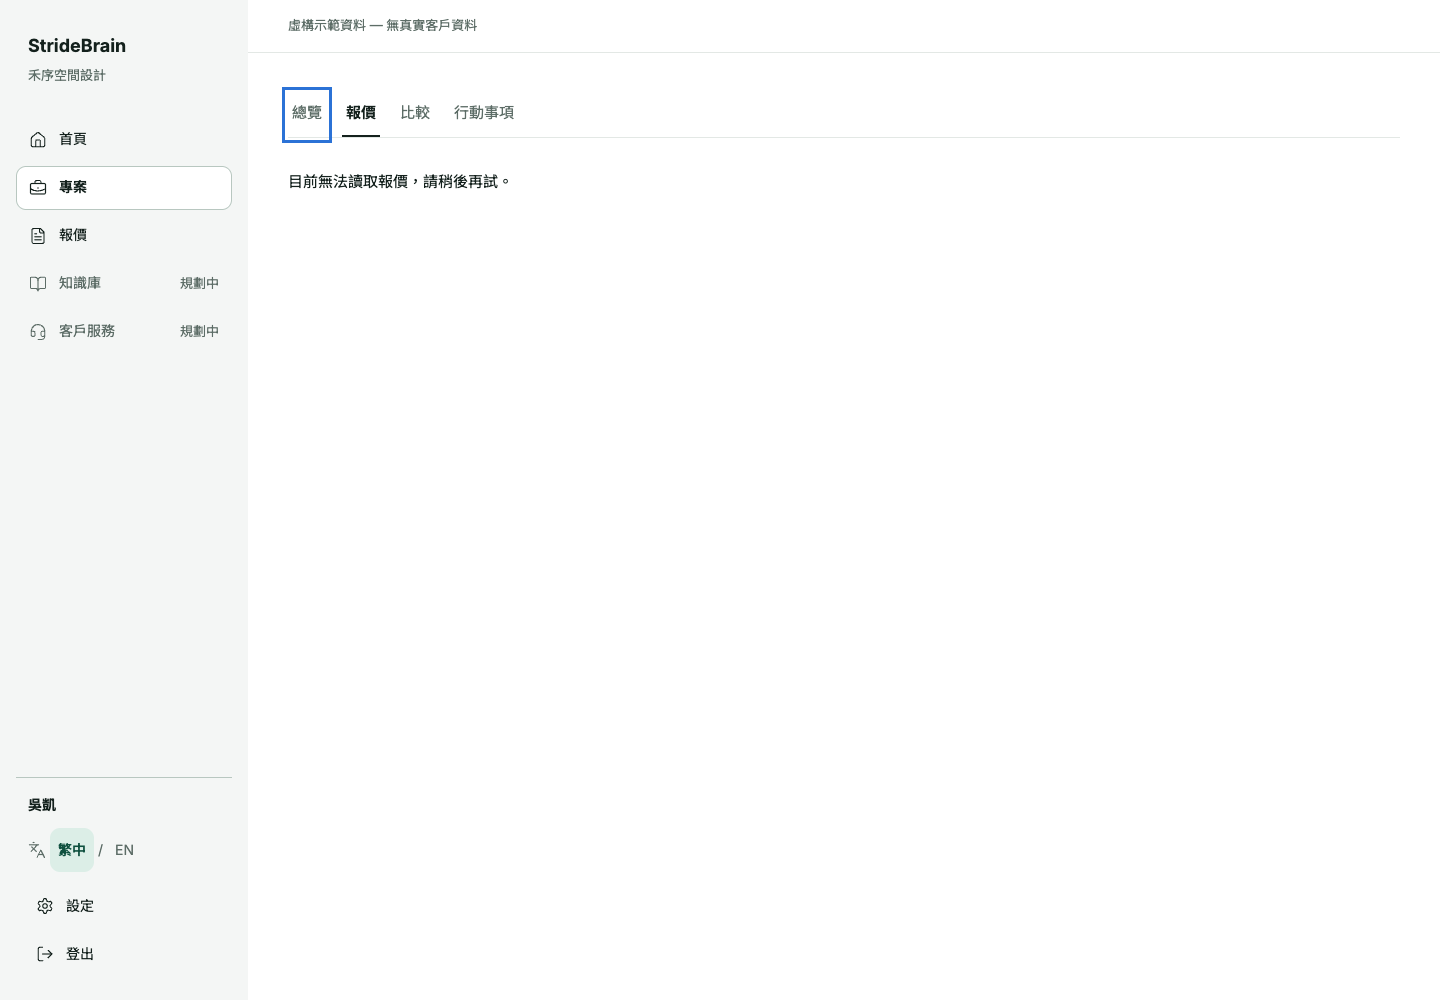 StrideBrain
禾序空間設計
首頁
專案
報價
知識庫 規劃中
客戶服務 規劃中
吳凱
繁中 / EN
設定
登出
虛構示範資料 — 無真實客戶資料
總覽 報價 比較 行動事項
目前無法讀取報價，請稍後再試。